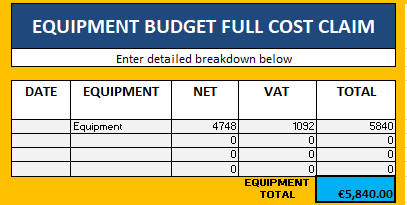 EQUIPMENT BUDGET FULL COST CLAIM
Enter detailed breakdown below
DATE EQUIPMENT NET VAT TOTAL
Equipment 4748 1092 5840
0 0 0
0 0 0
0 0 0
EQUIPMENT TOTAL €5,840.00